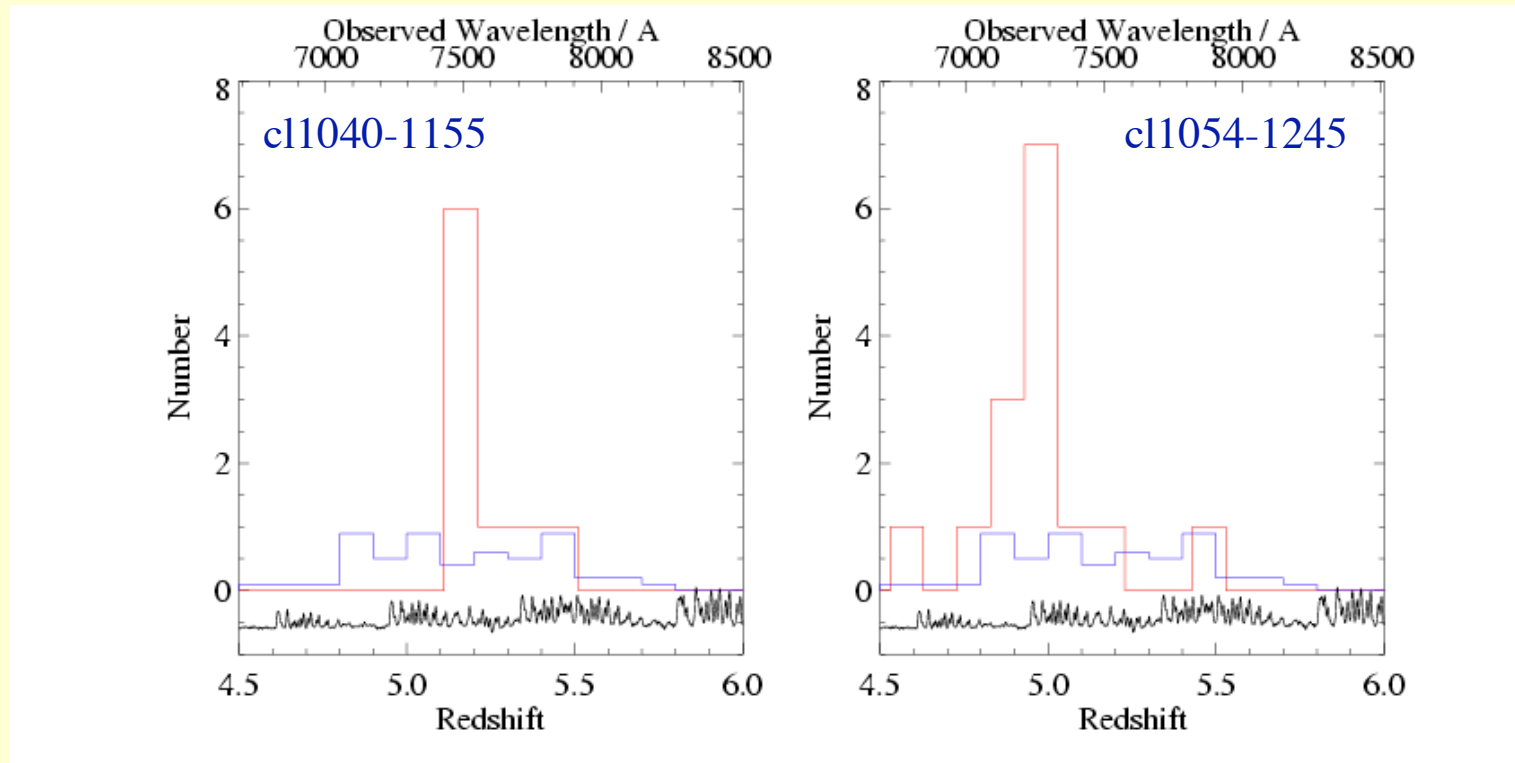 Observed Wavelength / A
7000 7500 8000 8500
8
cl1040-1155
6
4
2
0
Number
4.5 5.0 5.5 6.0
Redshift
Observed Wavelength / A
7000 7500 8000 8500
8
cl1054-1245
6
4
2
0
Number
4.5 5.0 5.5 6.0
Redshift